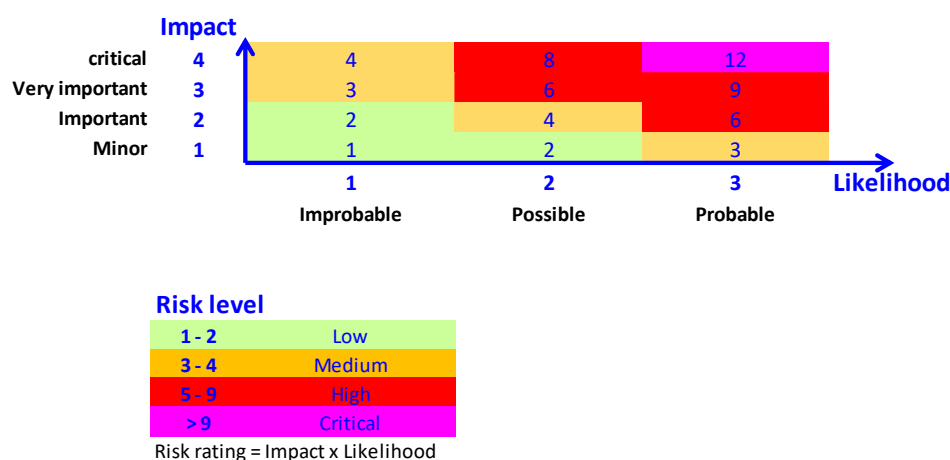 Impact
critical 4 4 8 12
Very important 3 3 6 9
Important 2 2 4 6
Minor 1 1 2 3
1 2 3 Likelihood
Improbable Possible Probable
Risk level
1 - 2 Low
3 - 4 Medium
5 - 9 High
> 9 Critical
Risk rating = Impact x Likelihood